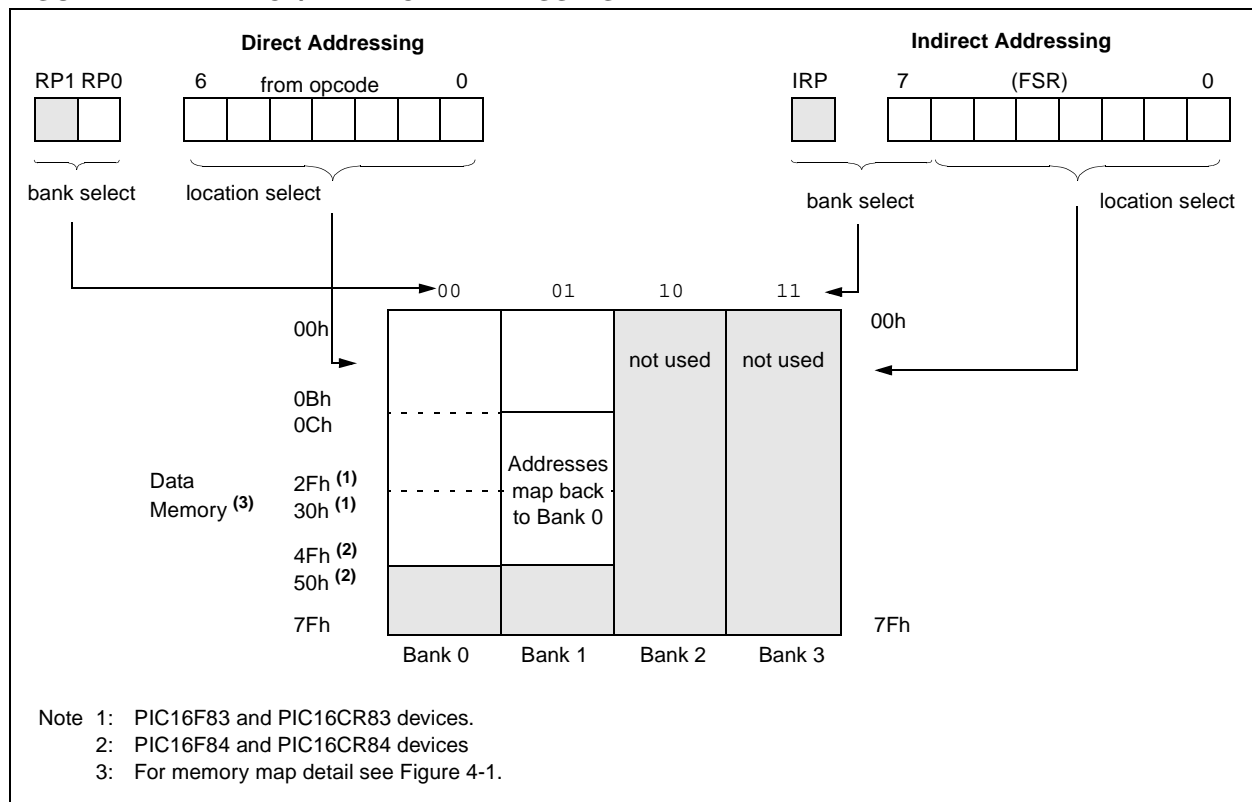 Direct Addressing
Indirect Addressing
RP1 RP0 6 from opcode 0
IRP 7 (FSR) 0
bank select location select
bank select location select
00 01 10 11
00h
00h
not used not used
0Bh
0Ch
Addresses
map back
to Bank 0
Data
Memory (3)
2Fh (1)
30h (1)
4Fh (2)
50h (2)
7Fh
7Fh
Bank 0 Bank 1 Bank 2 Bank 3
Note 1: PIC16F83 and PIC16CR83 devices.
2: PIC16F84 and PIC16CR84 devices
3: For memory map detail see Figure 4-1.